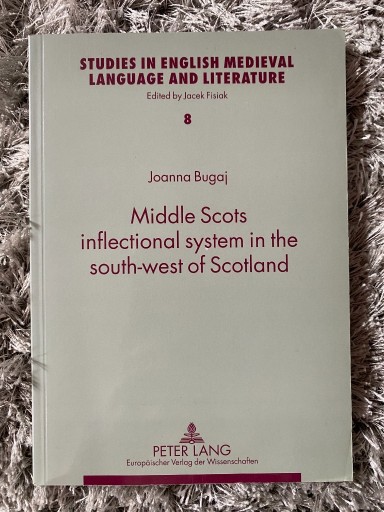 STUDIES IN ENGLISH MEDIEVAL
LANGUAGE AND LITERATURE
Edited by Jacek Fisiak
8
Joanna Bugaj
Middle Scots
inflectional system in the
south-west of Scotland
PETER LANG
Europäischer Verlag der Wissenschaften